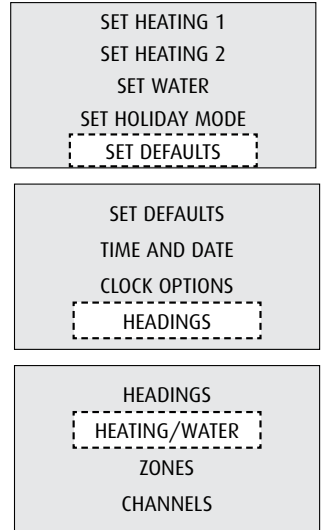 SET HEATING 1
SET HEATING 2
SET WATER
SET HOLIDAY MODE
SET DEFAULTS
SET DEFAULTS
TIME AND DATE
CLOCK OPTIONS
HEADINGS
HEADINGS
HEATING/WATER
ZONES
CHANNELS